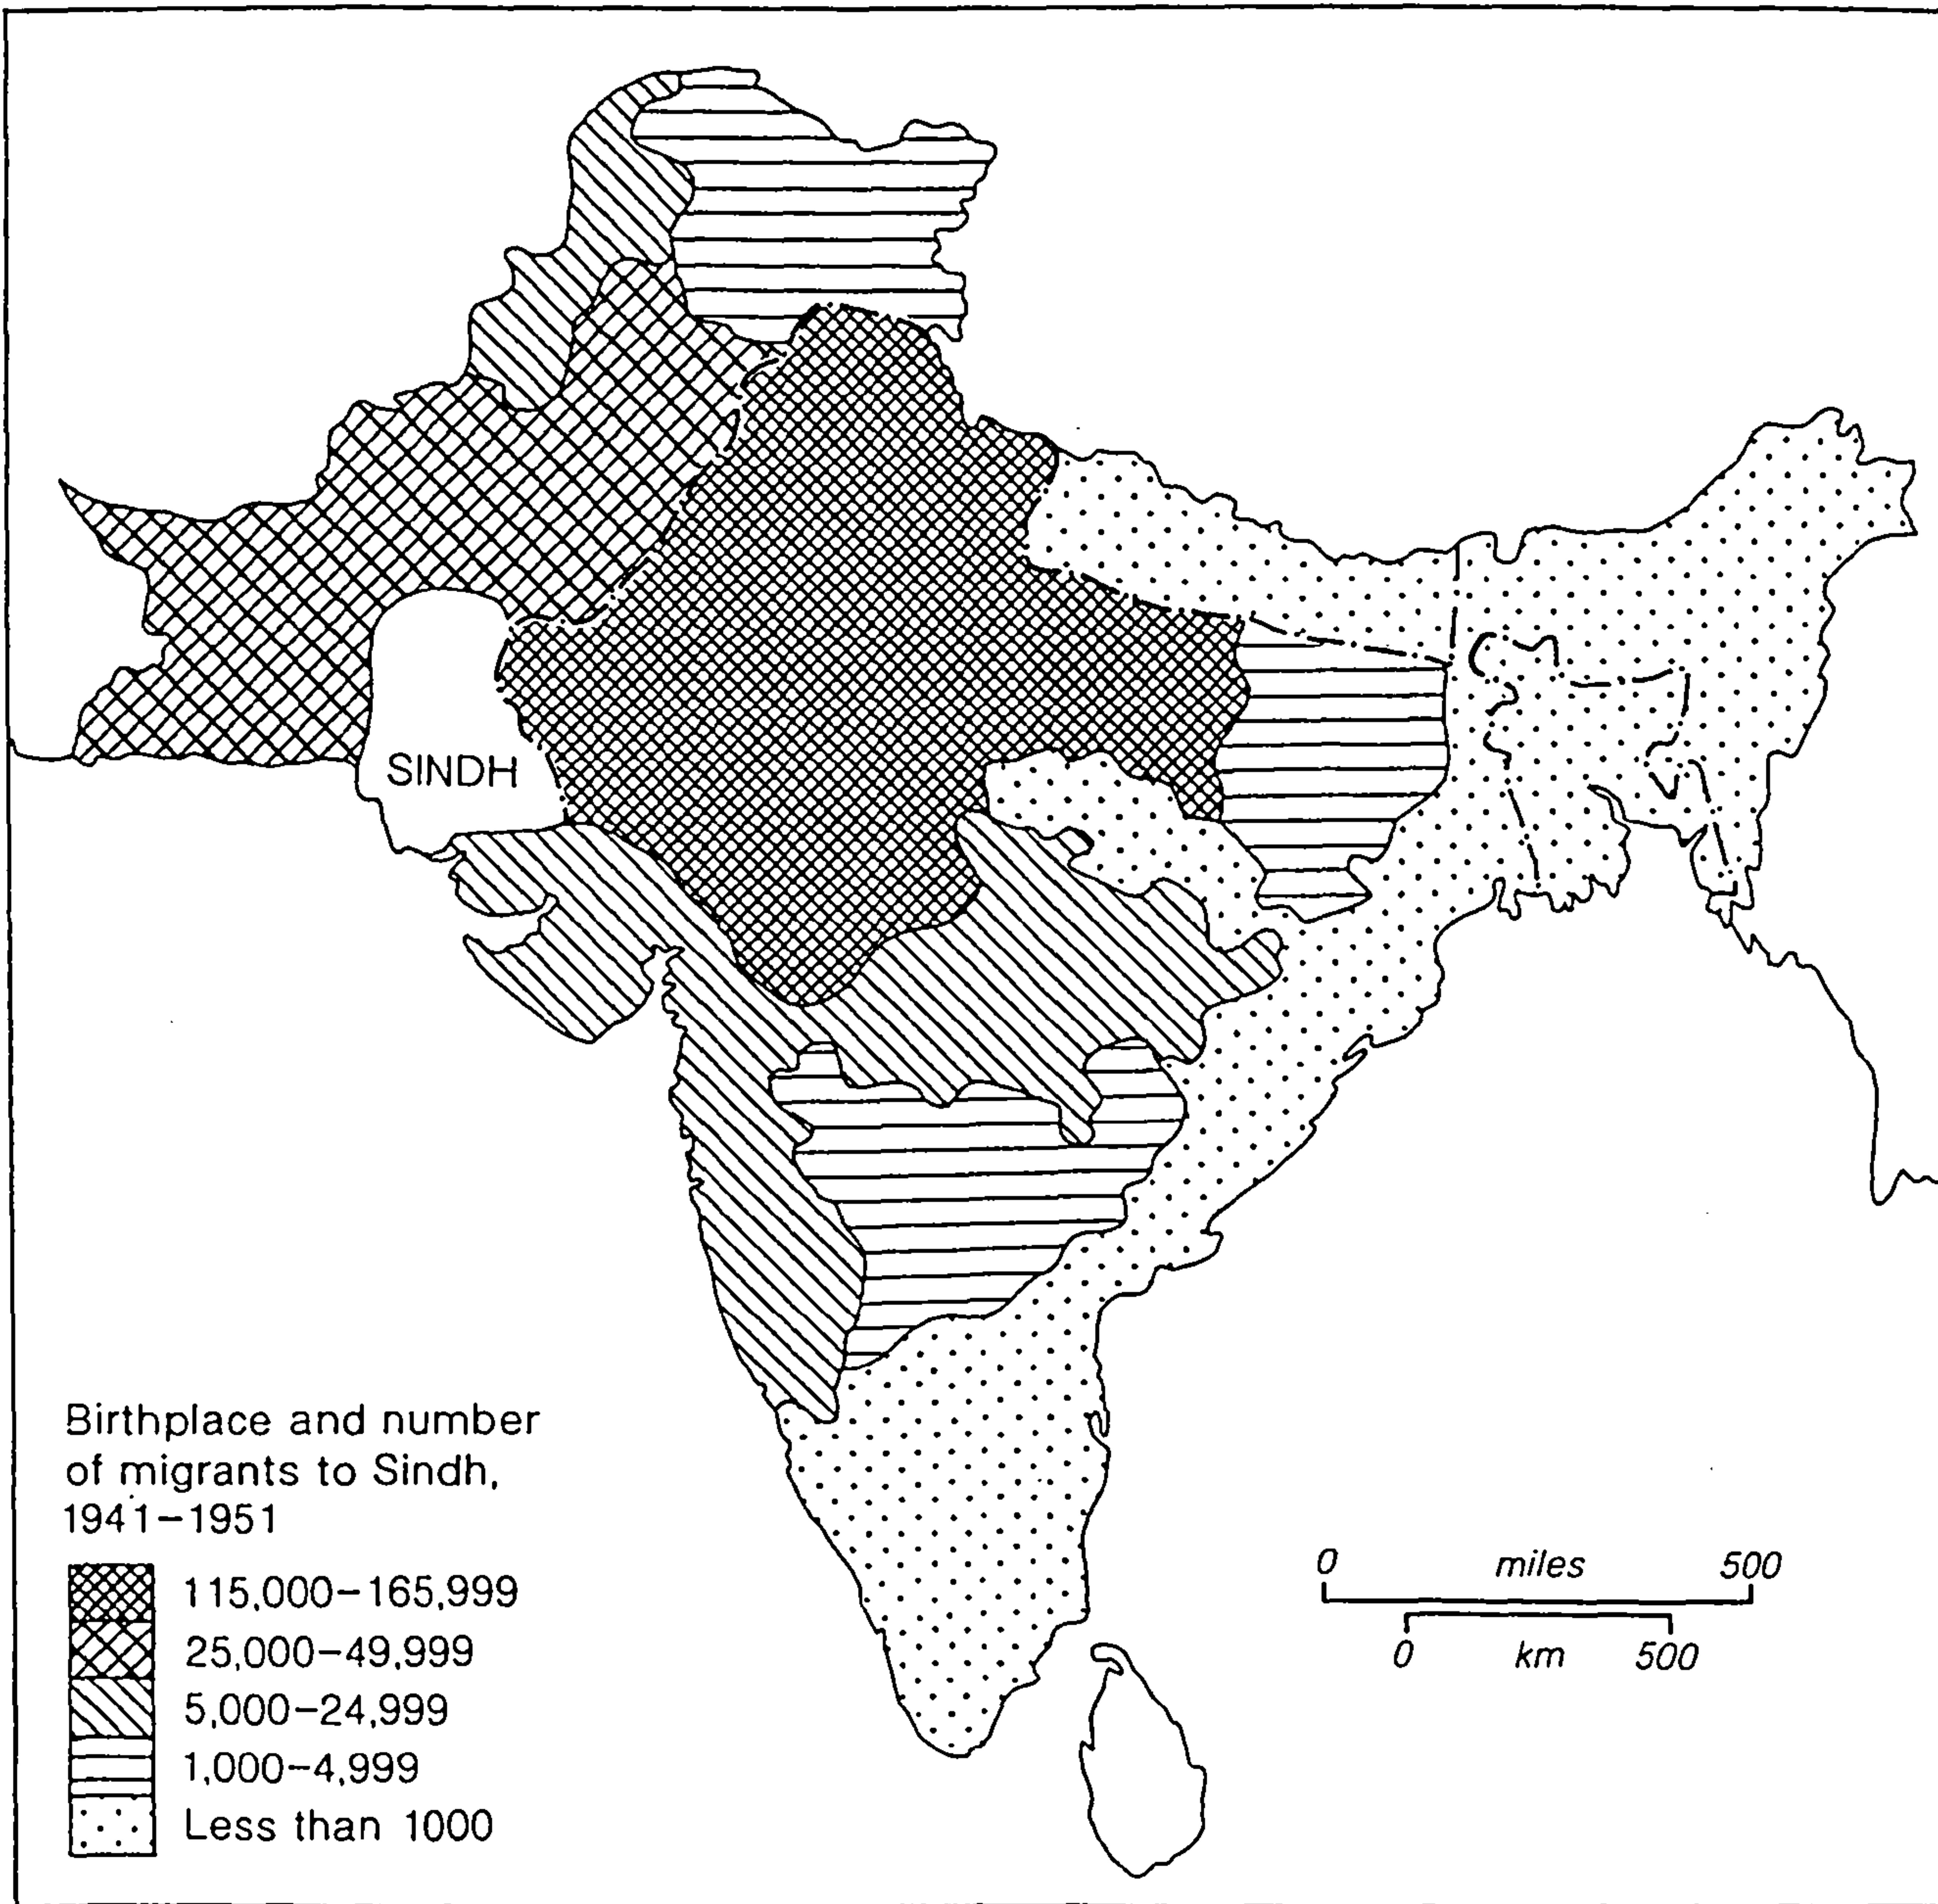 SINDH
Birthplace and number
of migrants to Sindh,
1941–1951
115,000–165,999
25,000–49,999
5,000–24,999
1,000–4,999
Less than 1000
0 miles 500
0 km 500